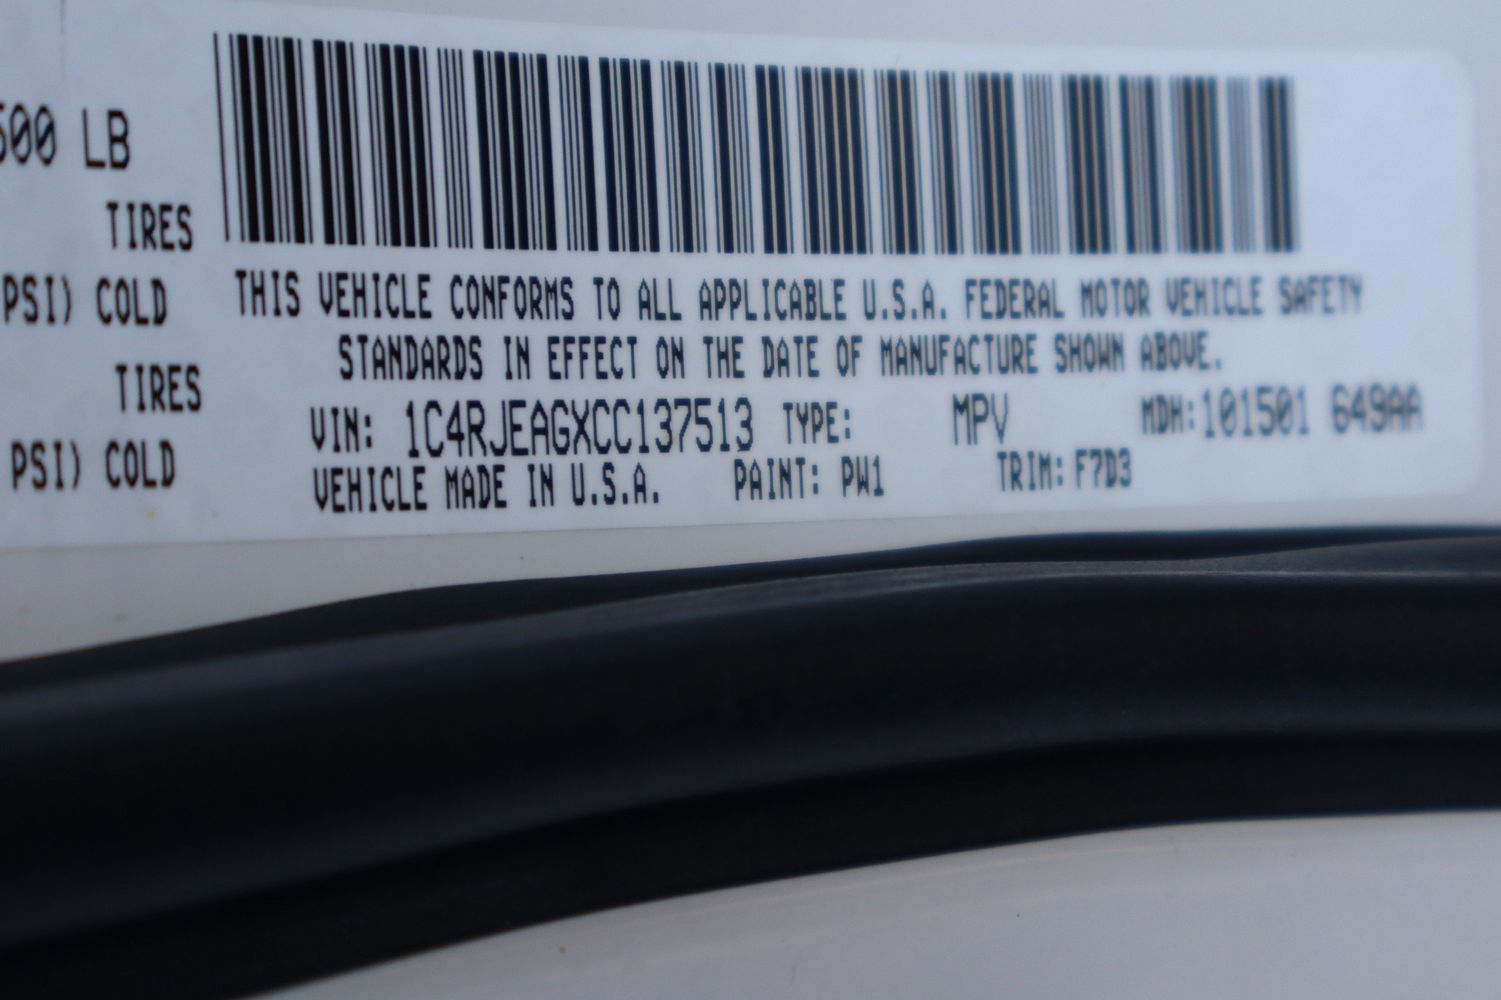 500 LB
TIRES
PSI) COLD
TIRES
PSI) COLD
THIS VEHICLE CONFORMS TO ALL APPLICABLE U.S.A. FEDERAL MOTOR VEHICLE SAFETY
STANDARDS IN EFFECT ON THE DATE OF MANUFACTURE SHOWN ABOVE.
VIN: 1C4RJEAGXCC137513 TYPE: MPV MDH: 101501 649AA
VEHICLE MADE IN U.S.A. PAINT: PW1 TRIM: F7D3